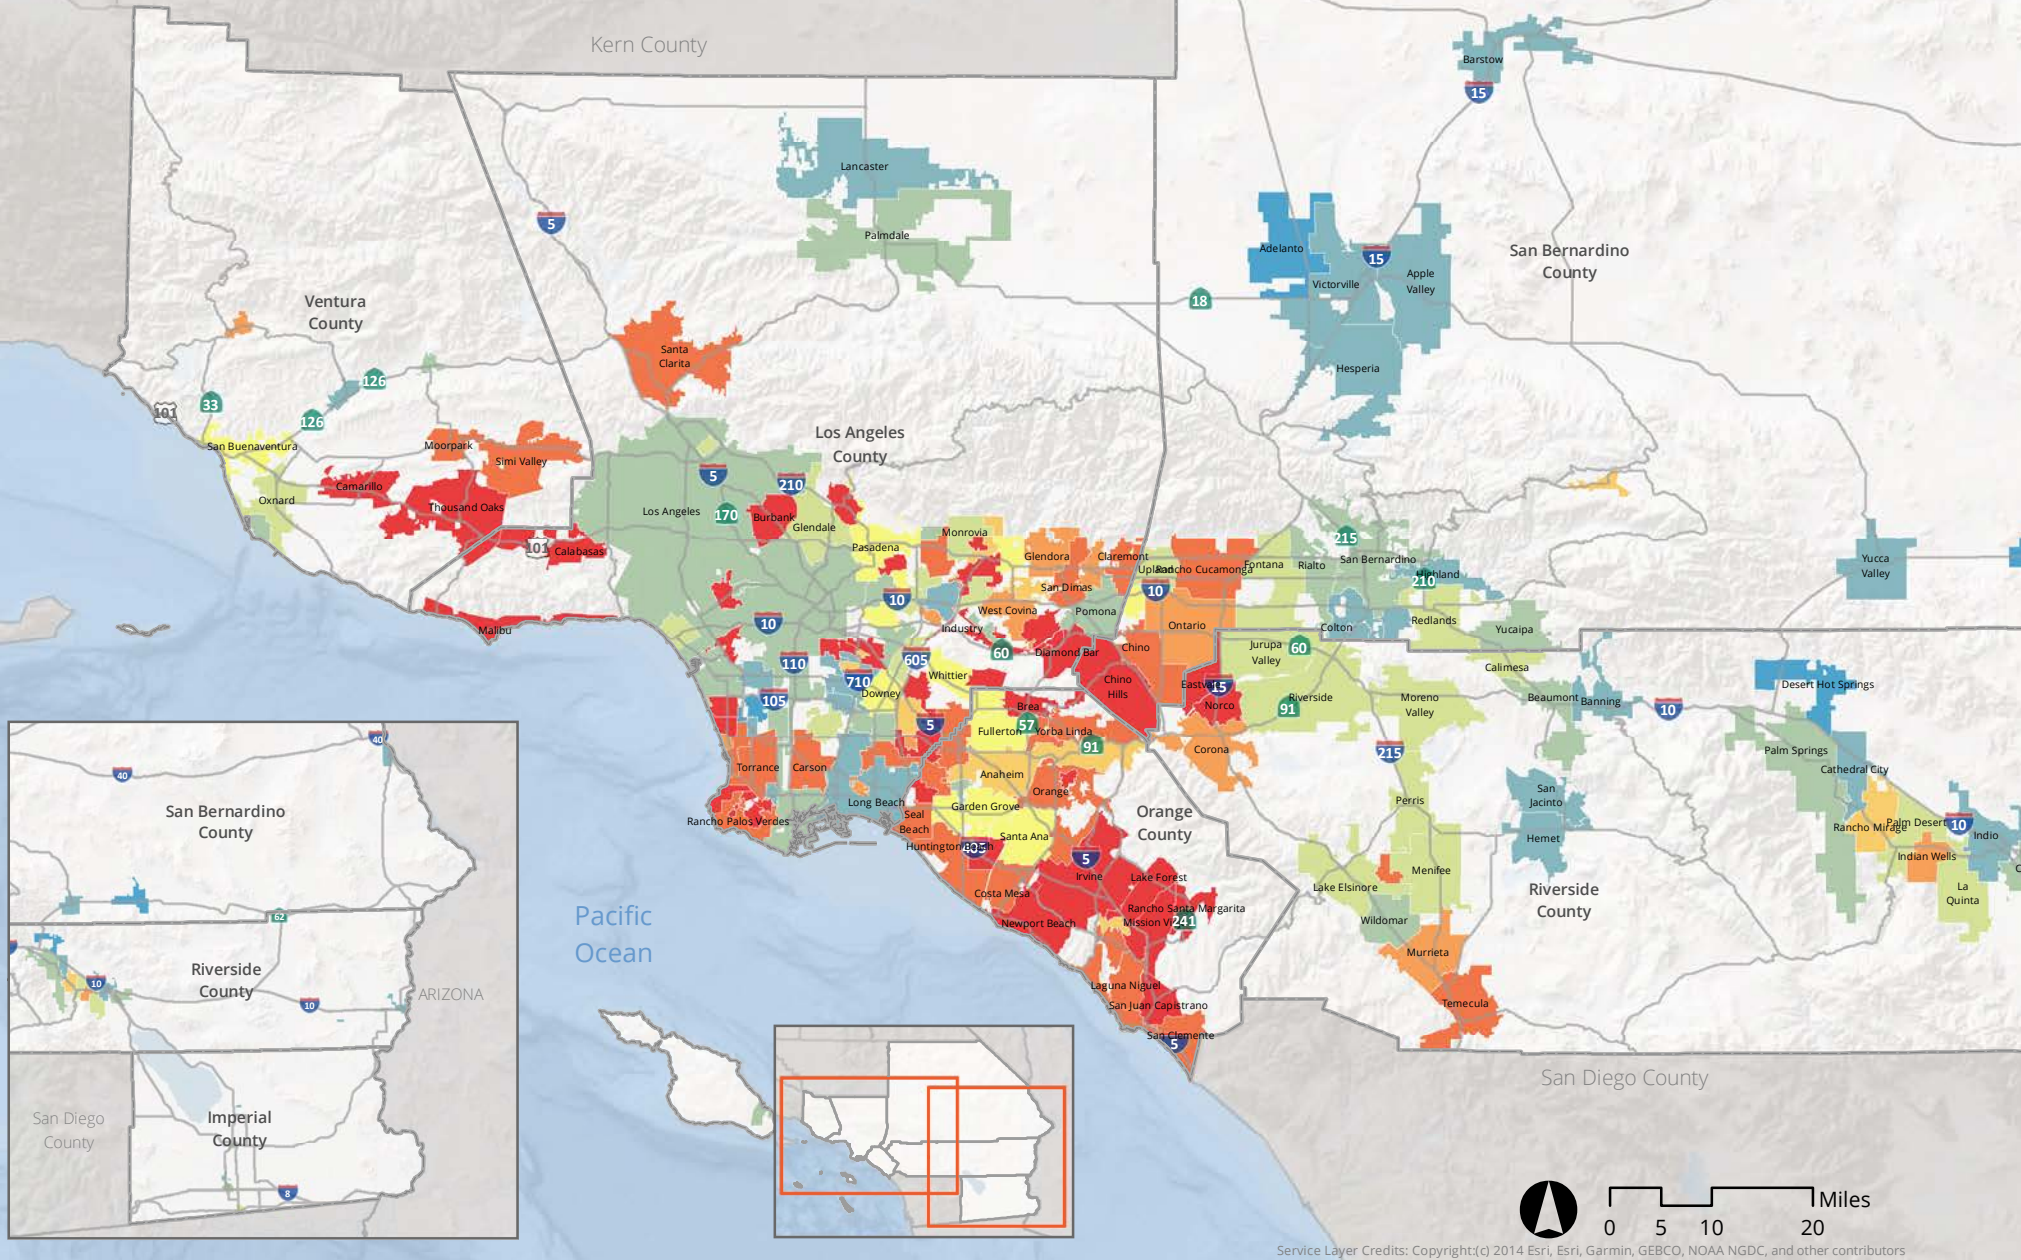 Kern County
Barstow
15
Lancaster
Palmdale
5
Adelanto
15
Victorville
Apple
Valley
San Bernardino
County
18
Hesperia
Ventura
County
Santa
Clarita
126
33
101
126
Los Angeles
County
San Buenaventura
Moorpark
Simi Valley
Camarillo
Oxnard
Thousand Oaks
101
Calabasas
Malibu
5
210
170
Los Angeles
Burbank
Glendale
Pasadena
Monrovia
Glendora
Claremont
Upland
Rancho Cucamonga
Fontana
Rialto
215
San Bernardino
Highland
210
Yucca
Valley
10
San Dimas
10
West Covina
Pomona
Ontario
Colton
Redlands
Yucaipa
10
Industry
60
Diamond Bar
Chino
Jurupa
Valley
60
Calimesa
110
605
710
Whittier
Downey
105
Chino
Hills
Eastvale
15
Norco
Riverside
91
Moreno
Valley
Beaumont
Banning
10
Desert Hot Springs
5
Brea
57
Fullerton
Yorba Linda
91
Corona
215
Palm Springs
Cathedral City
Torrance
Carson
Anaheim
Orange
Long Beach
Garden Grove
Perris
San
Jacinto
Rancho Palos Verdes
Seal
Beach
Santa Ana
Orange
County
Hemet
Rancho Mirage
Palm Desert
10
Indio
Huntington Beach
405
5
Irvine
Lake Forest
Menifee
Indian Wells
Costa Mesa
Lake Elsinore
La
Quinta
Riverside
County
Rancho Santa Margarita
Newport Beach
241
Wildomar
Murrieta
Laguna Niguel
San Juan Capistrano
Temecula
San Clemente
5
Pacific
Ocean
San Diego County
40
40
San Bernardino
County
62
Riverside
County
10
10
ARIZONA
San Diego
County
Imperial
County
8
Miles
0 5 10 20
Service Layer Credits: Copyright:(c) 2014 Esri, Esri, Garmin, GEBCO, NOAA NGDC, and other contributors